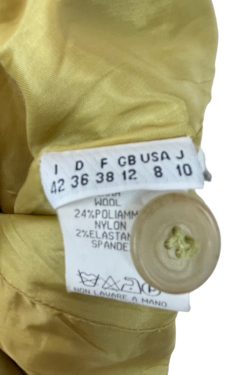 I D F GB USA J
42 36 38 12 8 10
WOOL
24%POLIAMM
NYLON
2%ELASTAN
SPANDE
NON LAVARE A MANO